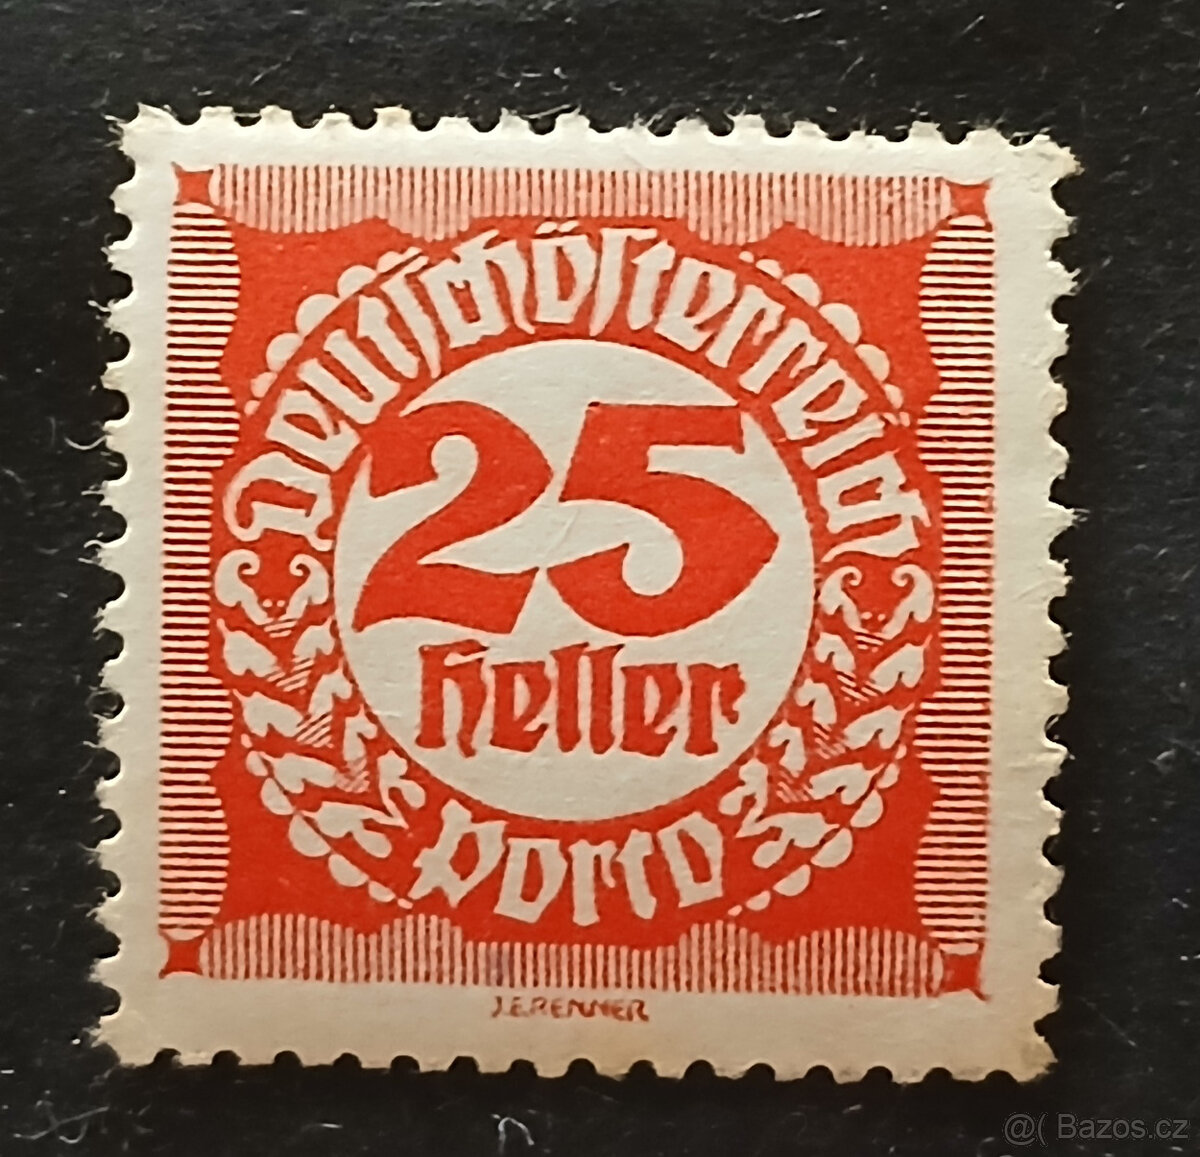 Deutschösterreich
25
heller
Porto
J.E.RENNER
@( Bazos.cz